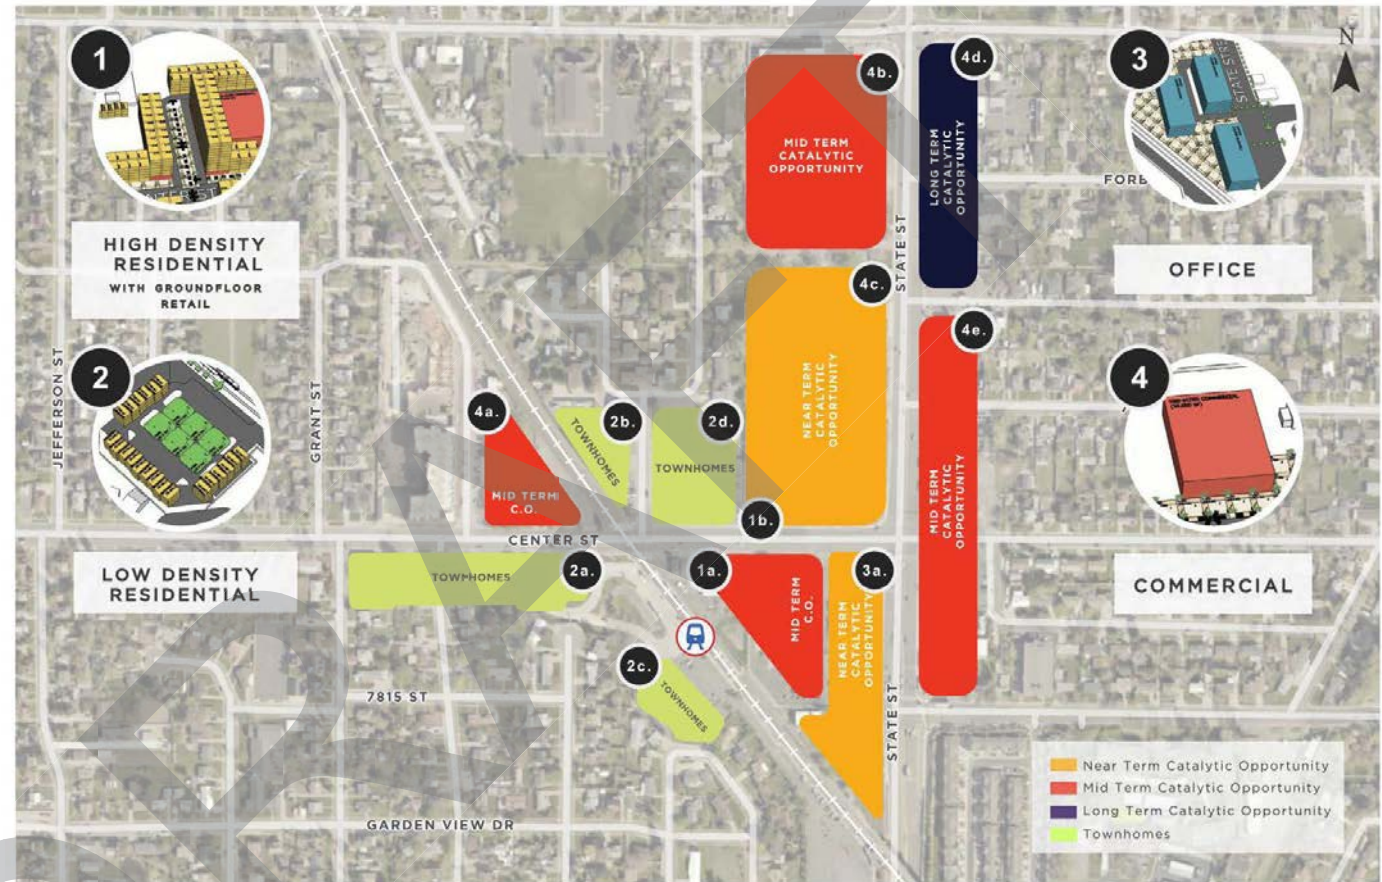 1
HIGH DENSITY
RESIDENTIAL
WITH GROUNDFLOOR
RETAIL
2
LOW DENSITY
RESIDENTIAL
3
STATE STRE
OFFICE
4
COMMERCIAL
N
4b.
MID TERM
CATALYTIC
OPPORTUNITY
4d.
LONG TERM
CATALYTIC
OPPORTUNITY
FORB
STATE ST
4c.
NEAR TERM
CATALYTIC
OPPORTUNITY
4e.
MID TERM
CATALYTIC
OPPORTUNITY
JEFFERSON ST
GRANT ST
4a.
MID TERM
C.O.
2b.
TOWNHOMES
2d.
TOWNHOMES
1b.
CENTER ST
TOWNHOMES
2a.
1a.
MID TERM
C.O.
3a.
NEAR TERM
CATALYTIC
OPPORTUNITY
2c.
TOWNHOMES
7815 ST
STATE ST
GARDEN VIEW DR
Near Term Catalytic Opportunity
Mid Term Catalytic Opportunity
Long Term Catalytic Opportunity
Townhomes
DRAFT